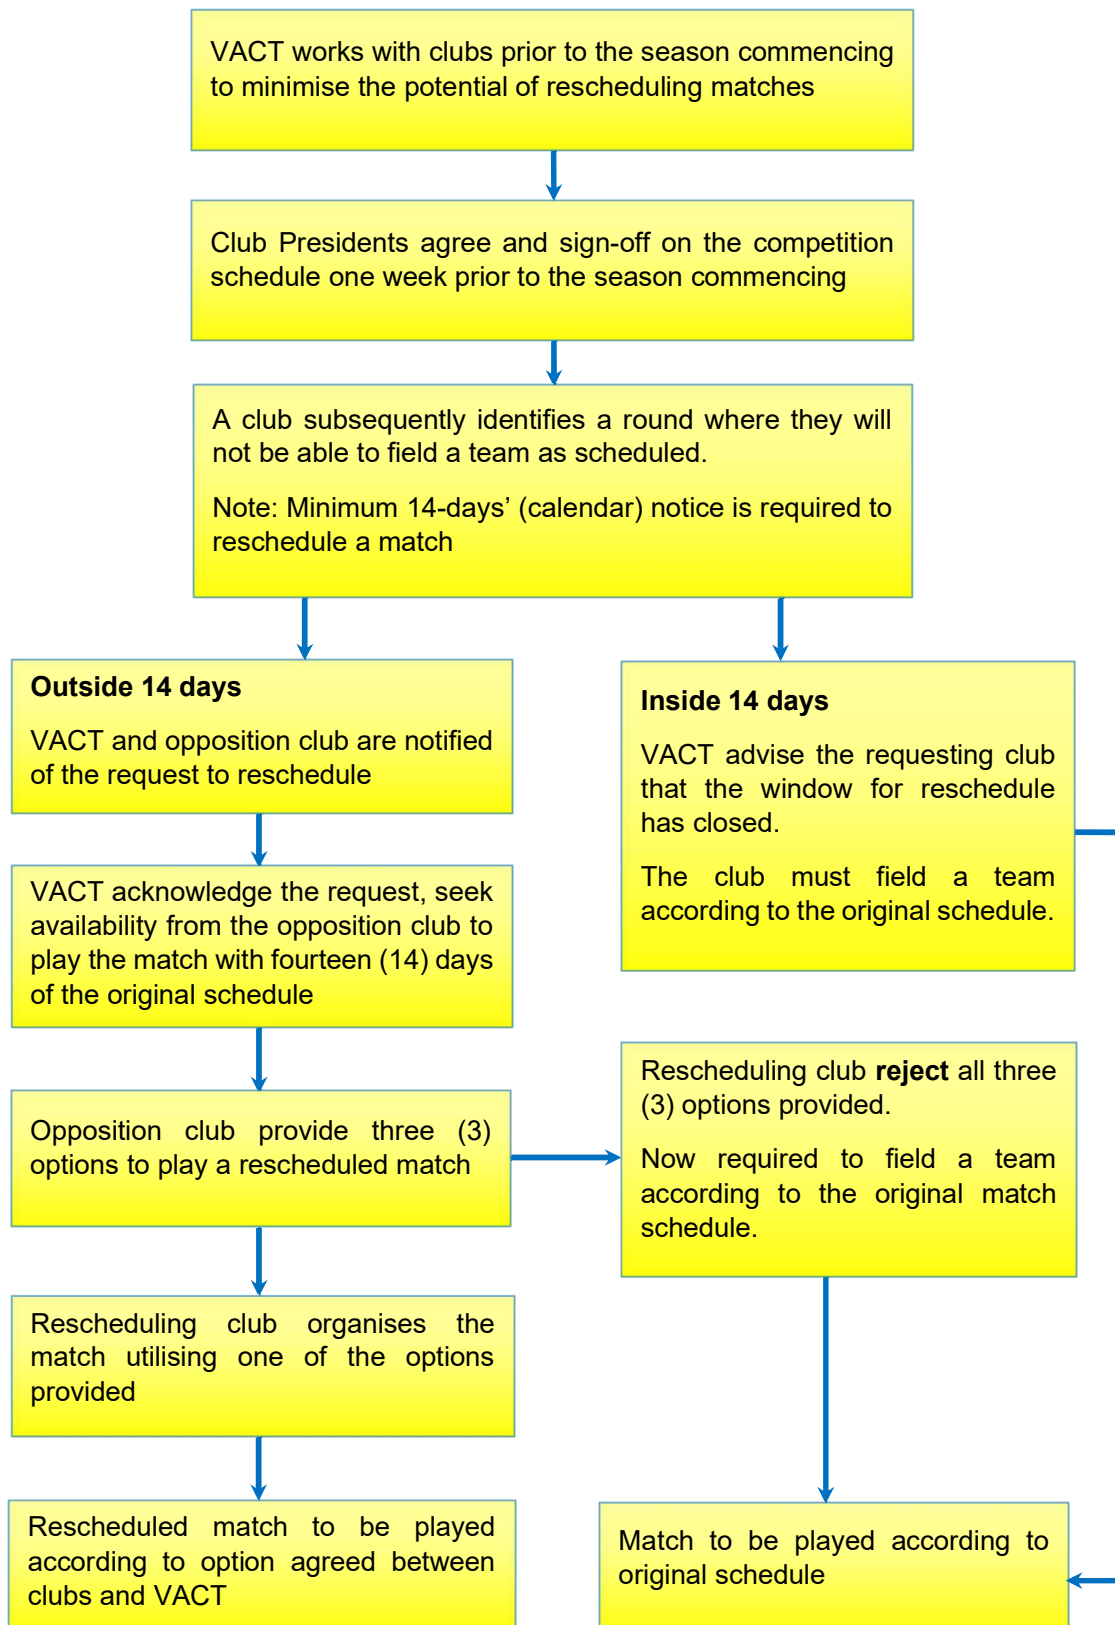 VACT works with clubs prior to the season commencing
to minimise the potential of rescheduling matches
Club Presidents agree and sign-off on the competition
schedule one week prior to the season commencing
A club subsequently identifies a round where they will
not be able to field a team as scheduled.
Note: Minimum 14-days’ (calendar) notice is required to
reschedule a match
Outside 14 days
VACT and opposition club are notified
of the request to reschedule
Inside 14 days
VACT advise the requesting club
that the window for reschedule
has closed.
The club must field a team
according to the original schedule.
VACT acknowledge the request, seek
availability from the opposition club to
play the match with fourteen (14) days
of the original schedule
Opposition club provide three (3)
options to play a rescheduled match
Rescheduling club reject all three
(3) options provided.
Now required to field a team
according to the original match
schedule.
Rescheduling club organises the
match utilising one of the options
provided
Rescheduled match to be played
according to option agreed between
clubs and VACT
Match to be played according to
original schedule